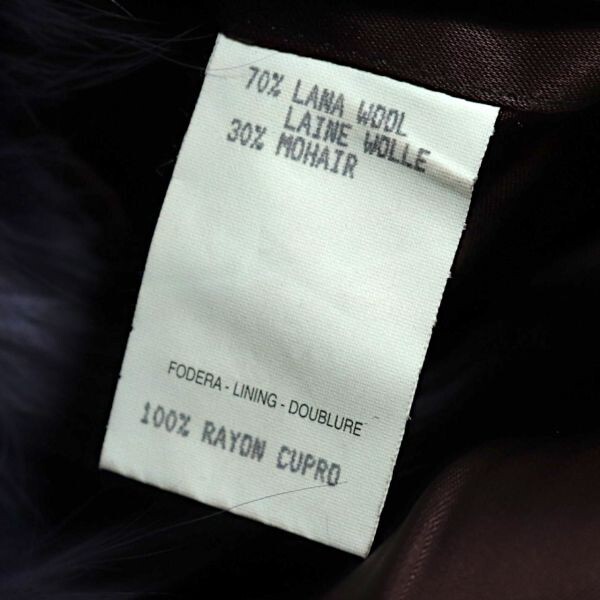 70% LANA WOOL
LAINE WOLLE
30% MOHAIR
FODERA - LINING - DOUBLURE
100% RAYON CUPRO